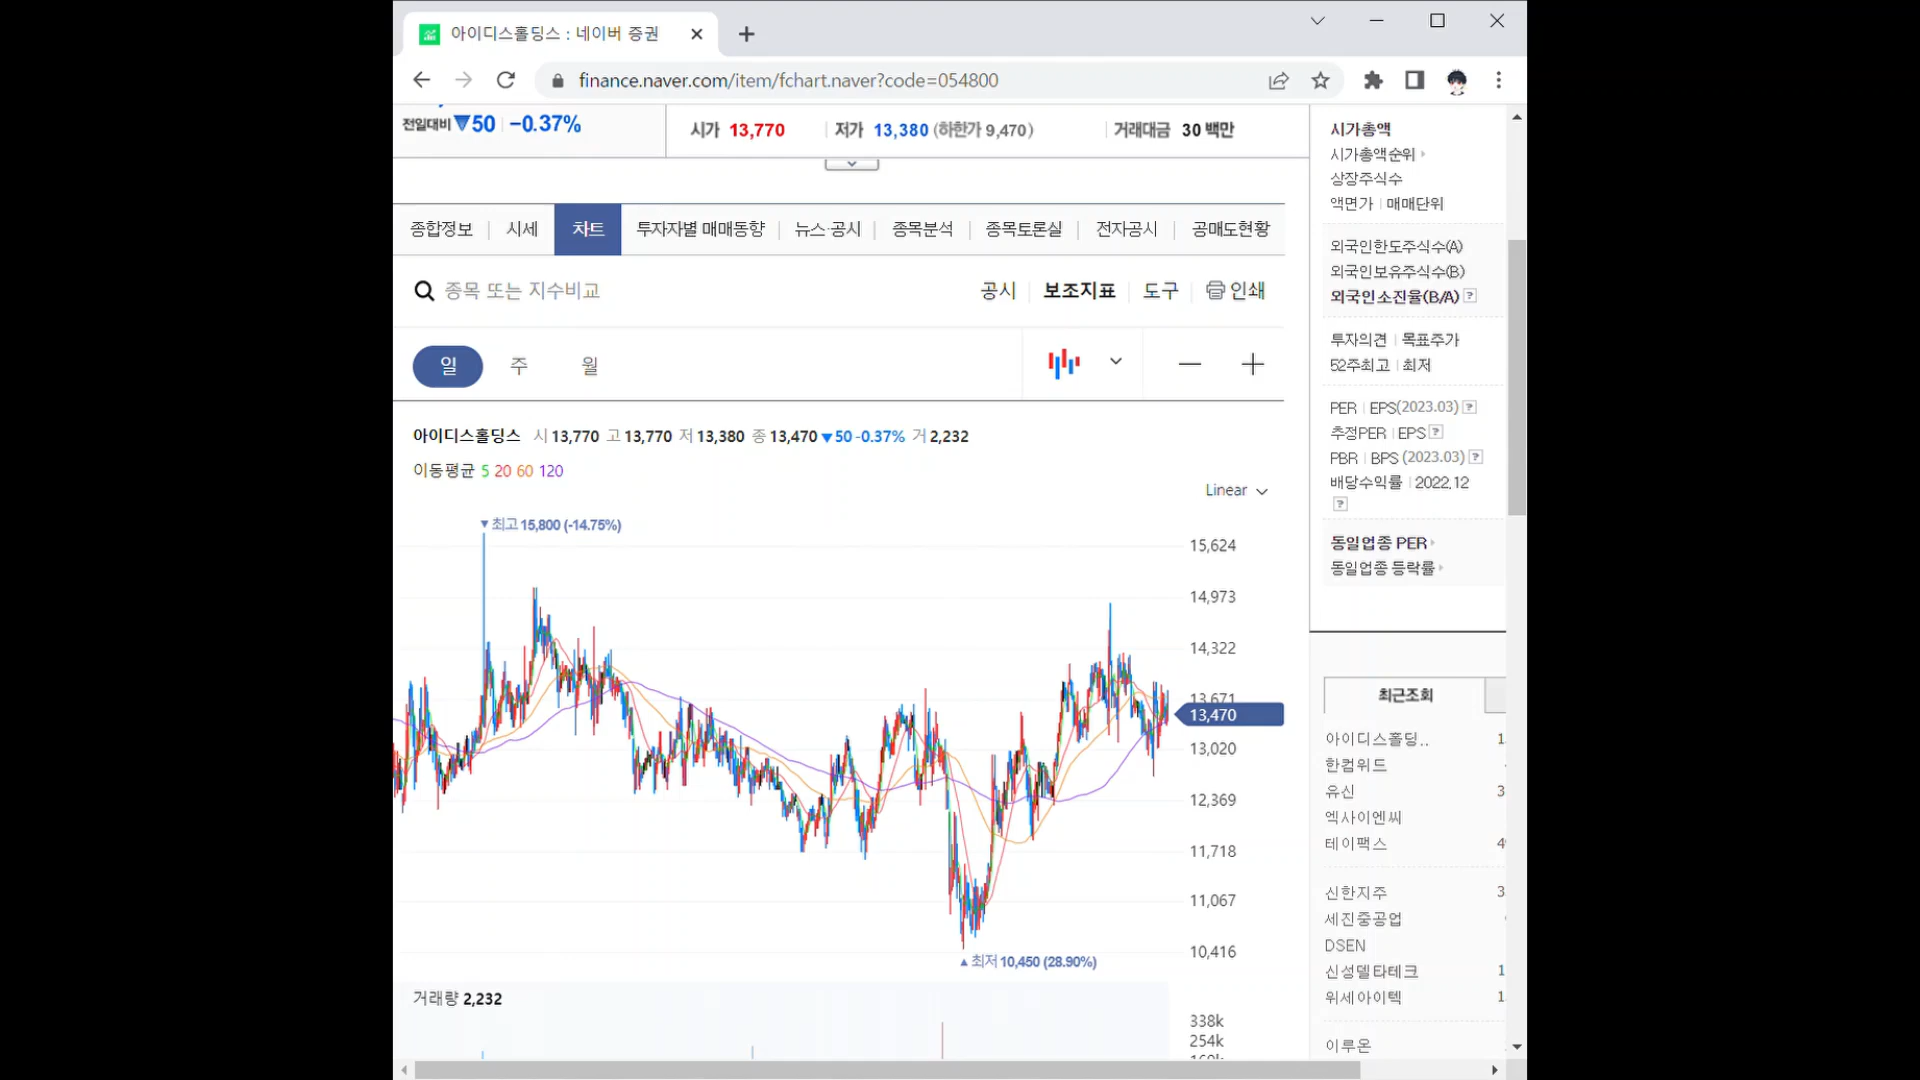 아이디스홀딩스 : 네이버 증권
finance.naver.com/item/fchart.naver?code=054800
전일대비 ▼50 -0.37%
시가 13,770 저가 13,380 (하한가 9,470) 거래대금 30 백만
종합정보 시세 차트 투자자별 매매동향 뉴스·공시 종목분석 종목토론실 전자공시 공매도현황
종목 또는 지수비교 공시 보조지표 도구 인쇄
일 주 월
아이디스홀딩스 시 13,770 고 13,770 저 13,380 종 13,470 ▼50 -0.37% 거 2,232
이동평균 5 20 60 120
Linear
▼최고 15,800 (-14.75%)
15,624
14,973
14,322
13,671
13,470
13,020
12,369
11,718
11,067
10,416
▲최저 10,450 (28.90%)
거래량 2,232
338k
254k
시가총액
시가총액순위
상장주식수
액면가 매매단위
외국인한도주식수(A)
외국인보유주식수(B)
외국인소진율(B/A) ?
투자의견 목표주가
52주최고 최저
PER EPS(2023.03) ?
추정PER EPS ?
PBR BPS (2023.03) ?
배당수익률 2022.12
?
동일업종 PER
동일업종 등락률
최근조회
아이디스홀딩..
한컴위드
유신
엑사이엔씨
테이팩스
신한지주
세진중공업
DSEN
신성델타테크
위세아이텍
이루온